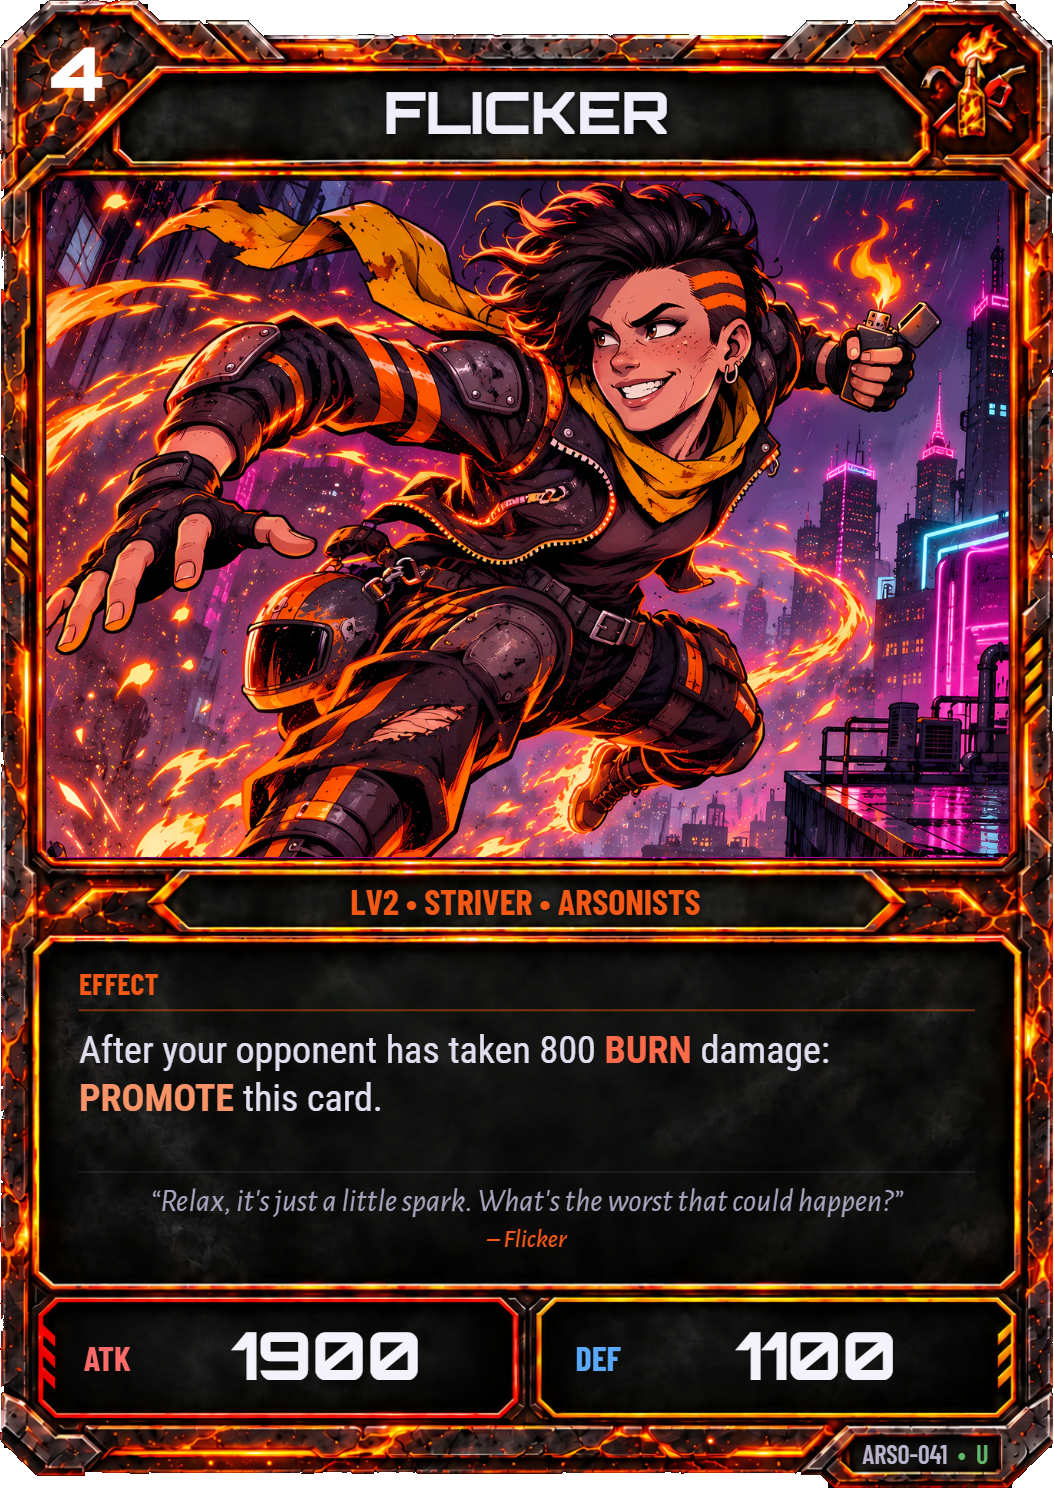 4
FLICKER
LV2 • STRIVER • ARSONISTS
EFFECT
After your opponent has taken 800 BURN damage:
PROMOTE this card.
“Relax, it's just a little spark. What's the worst that could happen?”
– Flicker
ATK 1900 DEF 1100
ARSO-041 • U